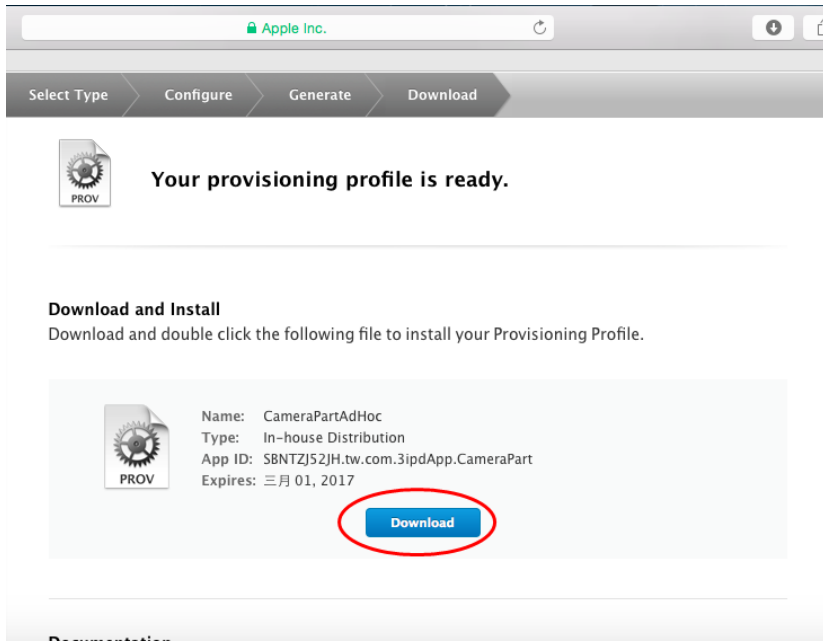 Apple Inc.
Select Type Configure Generate Download
PROV
Your provisioning profile is ready.
Download and Install
Download and double click the following file to install your Provisioning Profile.
PROV
Name: CameraPartAdHoc
Type: In-house Distribution
App ID: SBNTZJ52JH.tw.com.3ipdApp.CameraPart
Expires: 三月 01, 2017
Download
Documentation